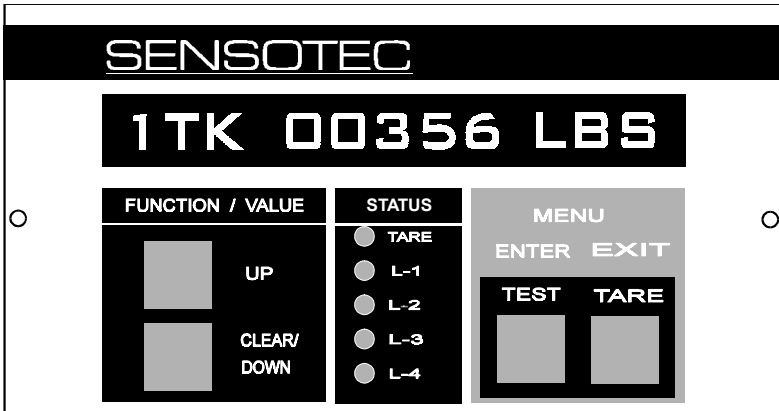 SENSOTEC
1TK 00356 LBS
FUNCTION / VALUE
UP
CLEAR/
DOWN
STATUS
TARE
L-1
L-2
L-3
L-4
MENU
ENTER EXIT
TEST TARE